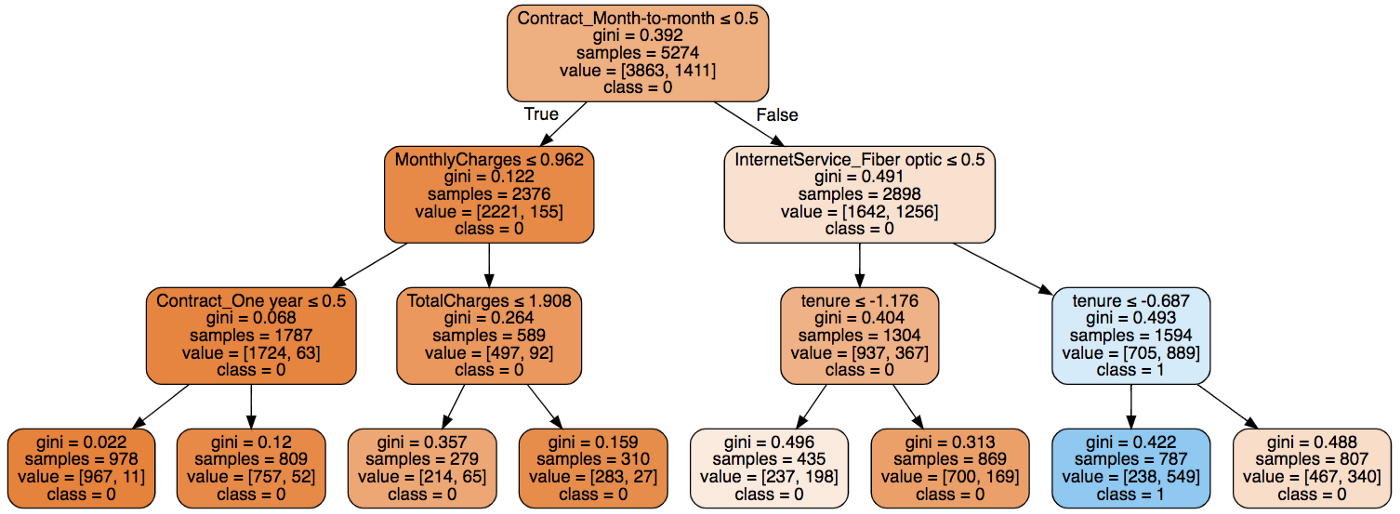 Contract_Month-to-month ≤ 0.5
gini = 0.392
samples = 5274
value = [3863, 1411]
class = 0
True
False
MonthlyCharges ≤ 0.962
gini = 0.122
samples = 2376
value = [2221, 155]
class = 0
InternetService_Fiber optic ≤ 0.5
gini = 0.491
samples = 2898
value = [1642, 1256]
class = 0
Contract_One year ≤ 0.5
gini = 0.068
samples = 1787
value = [1724, 63]
class = 0
TotalCharges ≤ 1.908
gini = 0.264
samples = 589
value = [497, 92]
class = 0
tenure ≤ -1.176
gini = 0.404
samples = 1304
value = [937, 367]
class = 0
tenure ≤ -0.687
gini = 0.493
samples = 1594
value = [705, 889]
class = 1
gini = 0.022
samples = 978
value = [967, 11]
class = 0
gini = 0.12
samples = 809
value = [757, 52]
class = 0
gini = 0.357
samples = 279
value = [214, 65]
class = 0
gini = 0.159
samples = 310
value = [283, 27]
class = 0
gini = 0.496
samples = 435
value = [237, 198]
class = 0
gini = 0.313
samples = 869
value = [700, 169]
class = 0
gini = 0.422
samples = 787
value = [238, 549]
class = 1
gini = 0.488
samples = 807
value = [467, 340]
class = 0